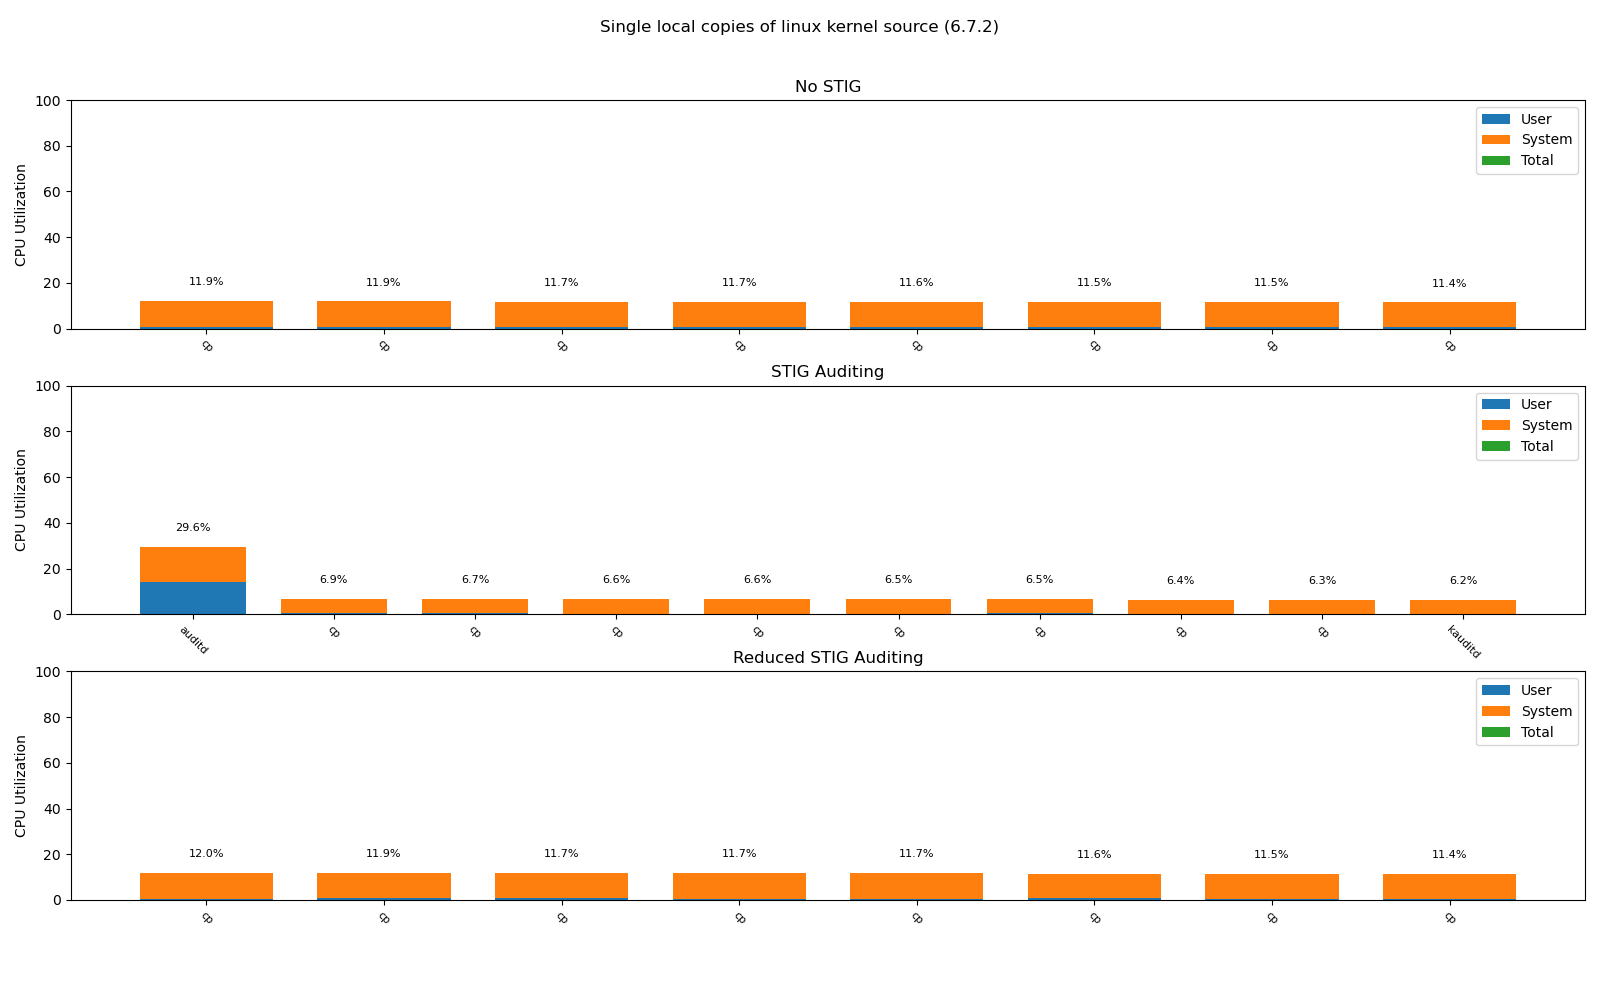 Single local copies of linux kernel source (6.7.2)
No STIG
100
80
60
40
20
0
CPU Utilization
User
System
Total
11.9% 11.9% 11.7% 11.7% 11.6% 11.5% 11.5% 11.4%
cp cp cp cp cp cp cp cp
STIG Auditing
100
80
60
40
20
0
CPU Utilization
User
System
Total
29.6% 6.9% 6.7% 6.6% 6.6% 6.5% 6.5% 6.4% 6.3% 6.2%
auditd cp cp cp cp cp cp cp cp kauditd
Reduced STIG Auditing
100
80
60
40
20
0
CPU Utilization
User
System
Total
12.0% 11.9% 11.7% 11.7% 11.7% 11.6% 11.5% 11.4%
cp cp cp cp cp cp cp cp